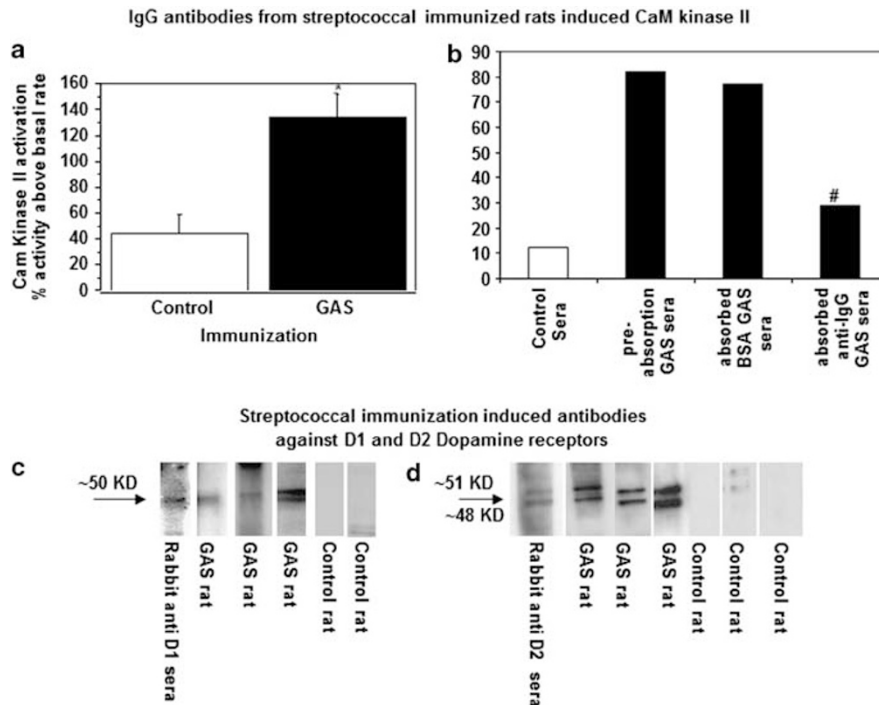 IgG antibodies from streptococcal immunized rats induced CaM kinase II
a
Cam Kinase II activation
% activity above basal rate
160
140
120
100
80
60
40
20
0
*
Control
GAS
Immunization
b
90
80
70
60
50
40
30
20
10
0
#
Control
Sera
pre-
absorption
GAS sera
absorbed
BSA GAS
sera
absorbed
anti-IgG
GAS sera
Streptococcal immunization induced antibodies
against D1 and D2 Dopamine receptors
c
~50 KD
Rabbit anti D1 sera
GAS rat
GAS rat
GAS rat
Control rat
Control rat
d
~51 KD
~48 KD
Rabbit anti D2 sera
GAS rat
GAS rat
GAS rat
Control rat
Control rat
Control rat